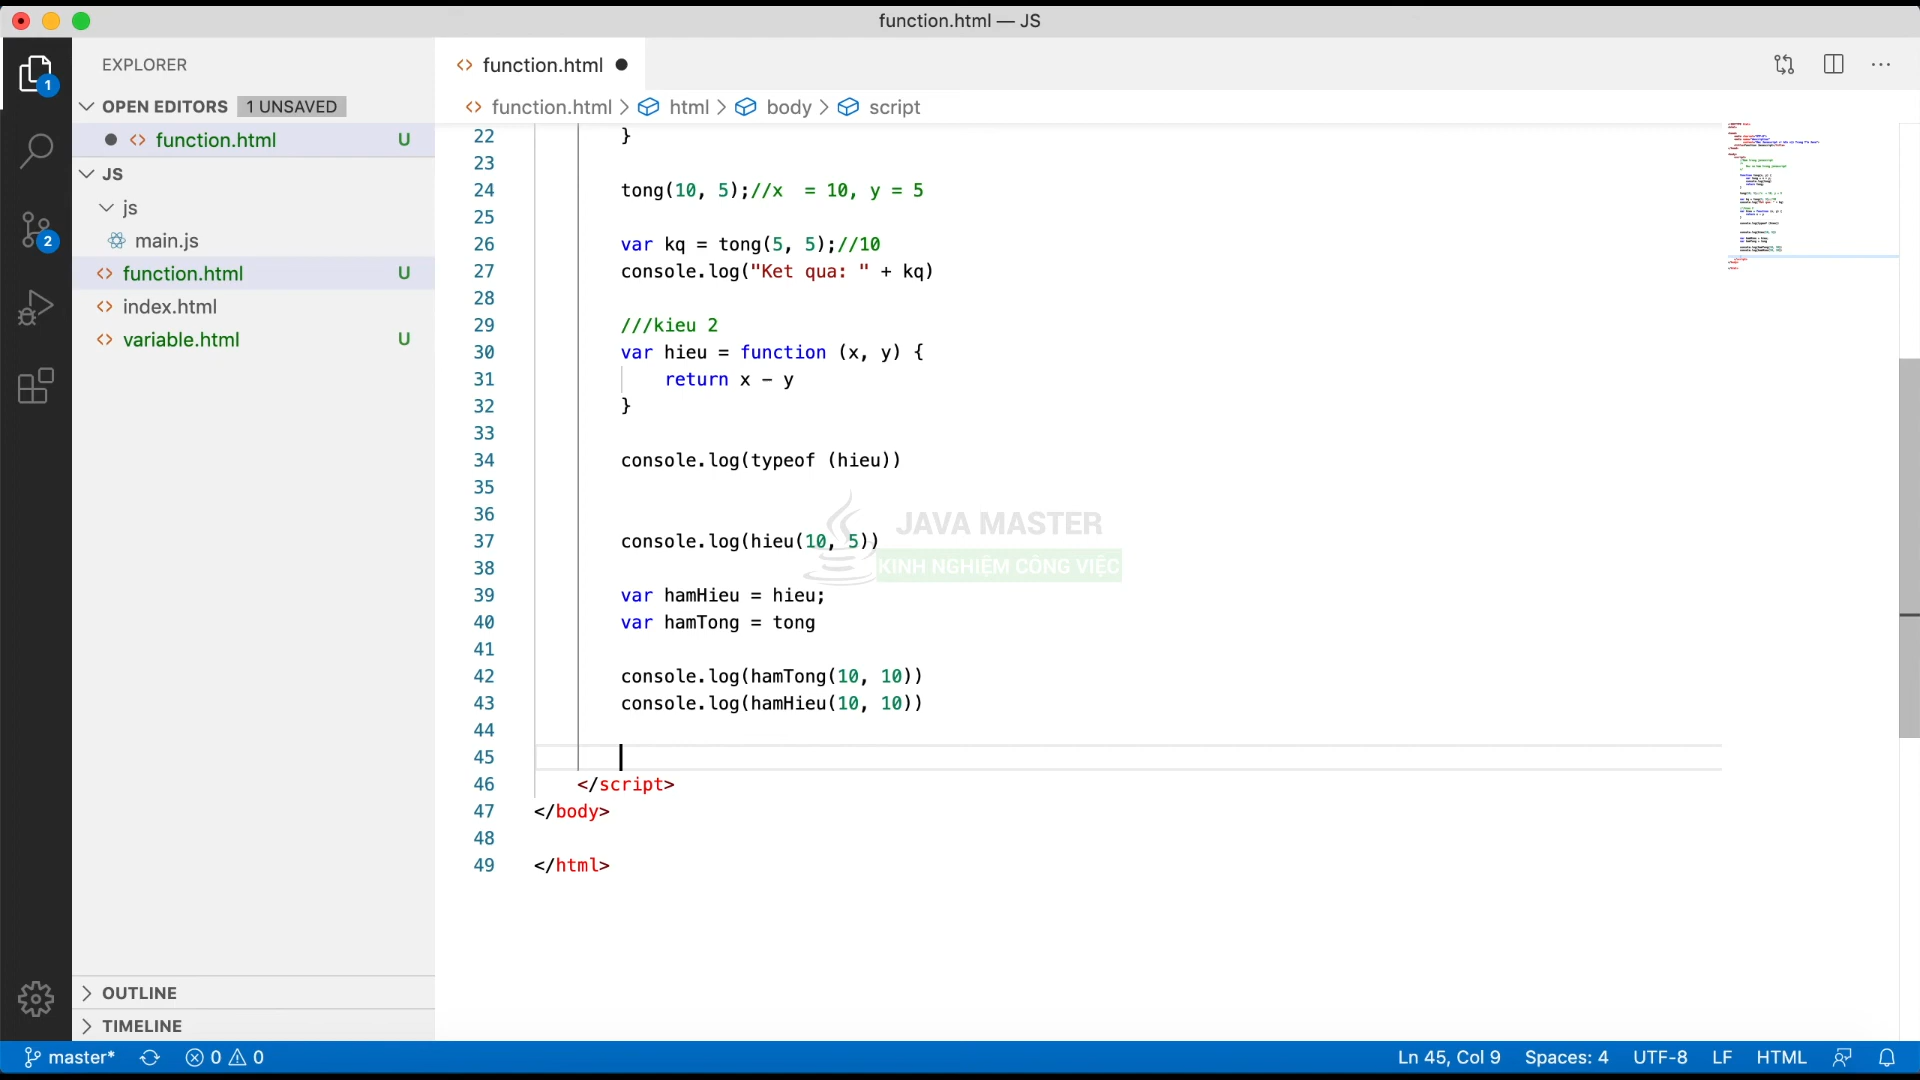 function.html — JS
EXPLORER
OPEN EDITORS 1 UNSAVED
function.html U
JS
js
main.js
function.html U
index.html
variable.html U
OUTLINE
TIMELINE
function.html
function.html > html > body > script
22 }
23
24 tong(10, 5);//x  = 10, y = 5
25
26 var kq = tong(5, 5);//10
27 console.log("Ket qua: " + kq)
28
29 ///kieu 2
30 var hieu = function (x, y) {
31 return x - y
32 }
33
34 console.log(typeof (hieu))
35
36
37 console.log(hieu(10, 5))
38
39 var hamHieu = hieu;
40 var hamTong = tong
41
42 console.log(hamTong(10, 10))
43 console.log(hamHieu(10, 10))
44
45
46 </script>
47 </body>
48
49 </html>
JAVA MASTER
KINH NGHIỆM CÔNG VIỆC
1
2
master* 0 0
Ln 45, Col 9 Spaces: 4 UTF-8 LF HTML